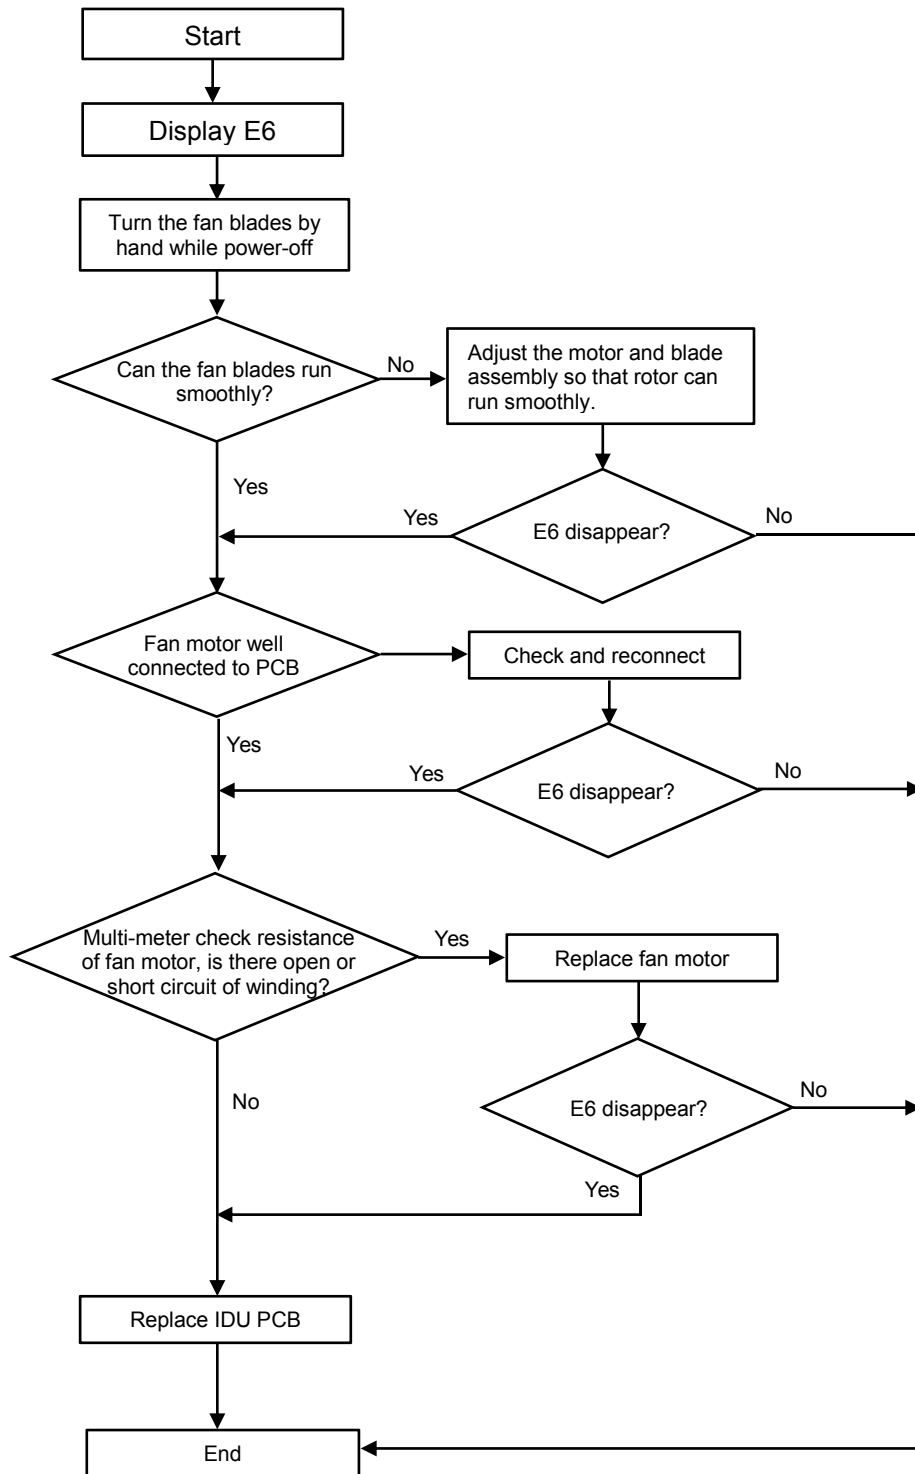 Start
Display E6
Turn the fan blades by
hand while power-off
Can the fan blades run
smoothly?
No
Adjust the motor and blade
assembly so that rotor can
run smoothly.
Yes
Yes
E6 disappear?
No
Fan motor well
connected to PCB
Check and reconnect
Yes
Yes
E6 disappear?
No
Multi-meter check resistance
of fan motor, is there open or
short circuit of winding?
Yes
Replace fan motor
No
E6 disappear?
No
Yes
Replace IDU PCB
End